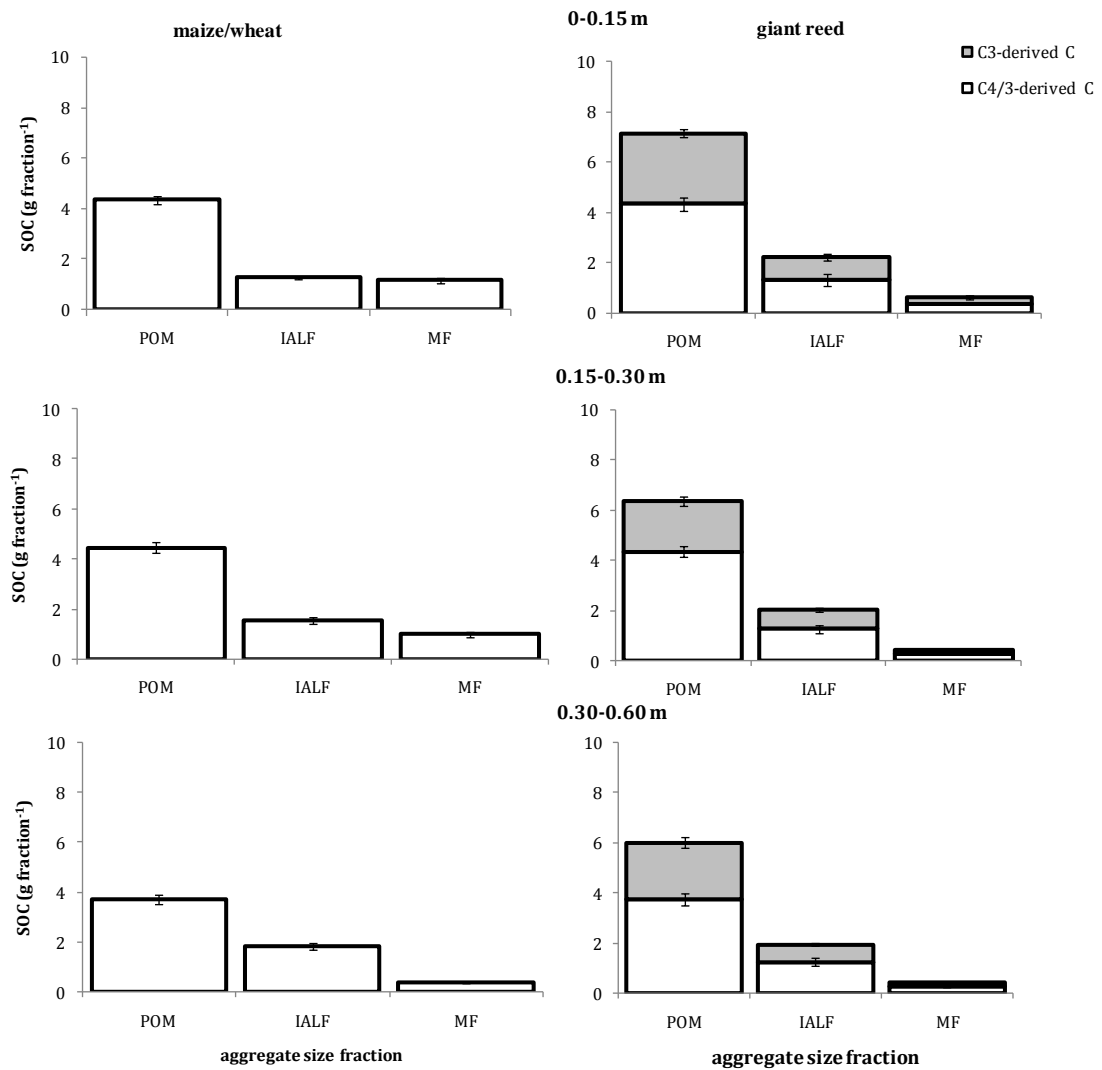 0-0.15 m
maize/wheat
giant reed
C3-derived C
C4/3-derived C
SOC (g fraction-1)
10
8
6
4
2
0
POM IALF MF
10
8
6
4
2
0
POM IALF MF
0.15-0.30 m
SOC (g fraction-1)
10
8
6
4
2
0
POM IALF MF
10
8
6
4
2
0
POM IALF MF
0.30-0.60 m
SOC (g fraction-1)
10
8
6
4
2
0
POM IALF MF
aggregate size fraction
10
8
6
4
2
0
POM IALF MF
aggregate size fraction